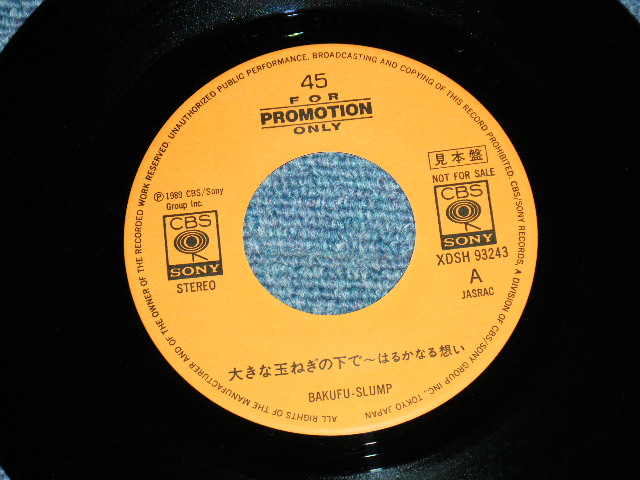 UNAUTHORIZED PUBLIC PERFORMANCE, BROADCASTING AND COPYING OF THIS RECORD PROHIBITED. CBS/SONY RECORDS, A DIVISION OF CBS/SONY GROUP INC., TOKYO JAPAN
ALL RIGHTS OF THE MANUFACTURER AND OF THE OWNER OF THE RECORDED WORK RESERVED.
45
FOR
PROMOTION
ONLY
見本盤
NOT FOR SALE
℗ 1989 CBS/Sony
Group Inc.
CBS
SONY
STEREO
CBS
SONY
XDSH 93243
A
JASRAC
大きな玉ねぎの下で〜はるかなる想い
BAKUFU-SLUMP